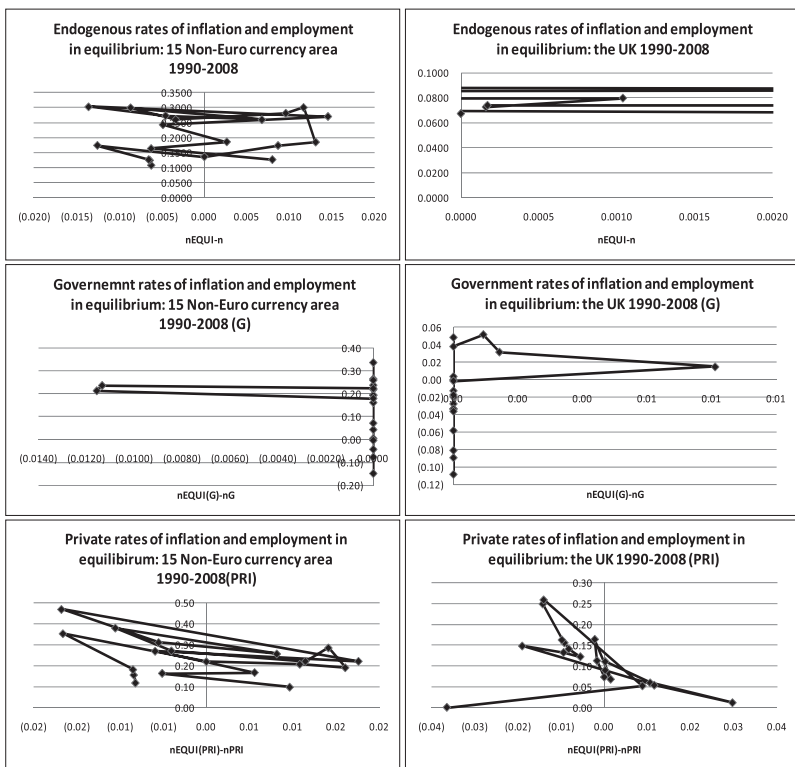 Endogenous rates of inflation and employment
in equilibrium: 15 Non-Euro currency area
1990-2008
0.3500
0.3000
0.2500
0.2000
0.1500
0.1000
0.0500
0.0000
(0.020) (0.015) (0.010) (0.005) 0.000 0.005 0.010 0.015 0.020
nEQUI-n
Endogenous rates of inflation and employment
in equilibrium: the UK 1990-2008
0.1000
0.0800
0.0600
0.0400
0.0200
0.0000
0.0000 0.0005 0.0010 0.0015 0.0020
nEQUI-n
Governemnt rates of inflation and employment
in equilibrium: 15 Non-Euro currency area
1990-2008 (G)
0.40
0.30
0.20
0.10
0.00
(0.0140) (0.0120) (0.0100) (0.0080) (0.0060) (0.0040) (0.0020) 0.0000
(0.10)
(0.20)
nEQUI(G)-nG
Government rates of inflation and employment
in equilibrium: the UK 1990-2008 (G)
0.06
0.04
0.02
0.00
(0.02)
0.00 0.00 0.00 0.01 0.01 0.01
(0.04)
(0.06)
(0.08)
(0.10)
(0.12)
nEQUI(G)-nG
Private rates of inflation and employment in
equilibirum: 15 Non-Euro currency area
1990-2008(PRI)
0.50
0.40
0.30
0.20
0.10
0.00
(0.02) (0.02) (0.01) (0.01) 0.00 0.01 0.01 0.02 0.02
nEQUI(PRI)-nPRI
Private rates of inflation and employment in
equilibrium: the UK 1990-2008 (PRI)
0.30
0.25
0.20
0.15
0.10
0.05
0.00
(0.04) (0.03) (0.02) (0.01) 0.00 0.01 0.02 0.03 0.04
nEQUI(PRI)-nPRI